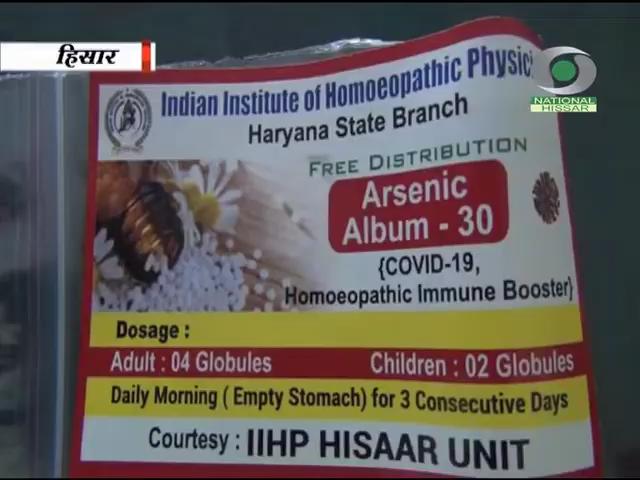 हिसार
NATIONAL
HISSAR
Indian Institute of Homoeopathic
Haryana State Branch
FREE DISTRIBUTION
Arsenic
Album - 30
{COVID-19,
Homoeopathic Immune Booster}
Dosage :
Adult : 04 Globules Children : 02 Globules
Daily Morning ( Empty Stomach) for 3 Consecutive Days
Courtesy : IIHP HISAAR UNIT